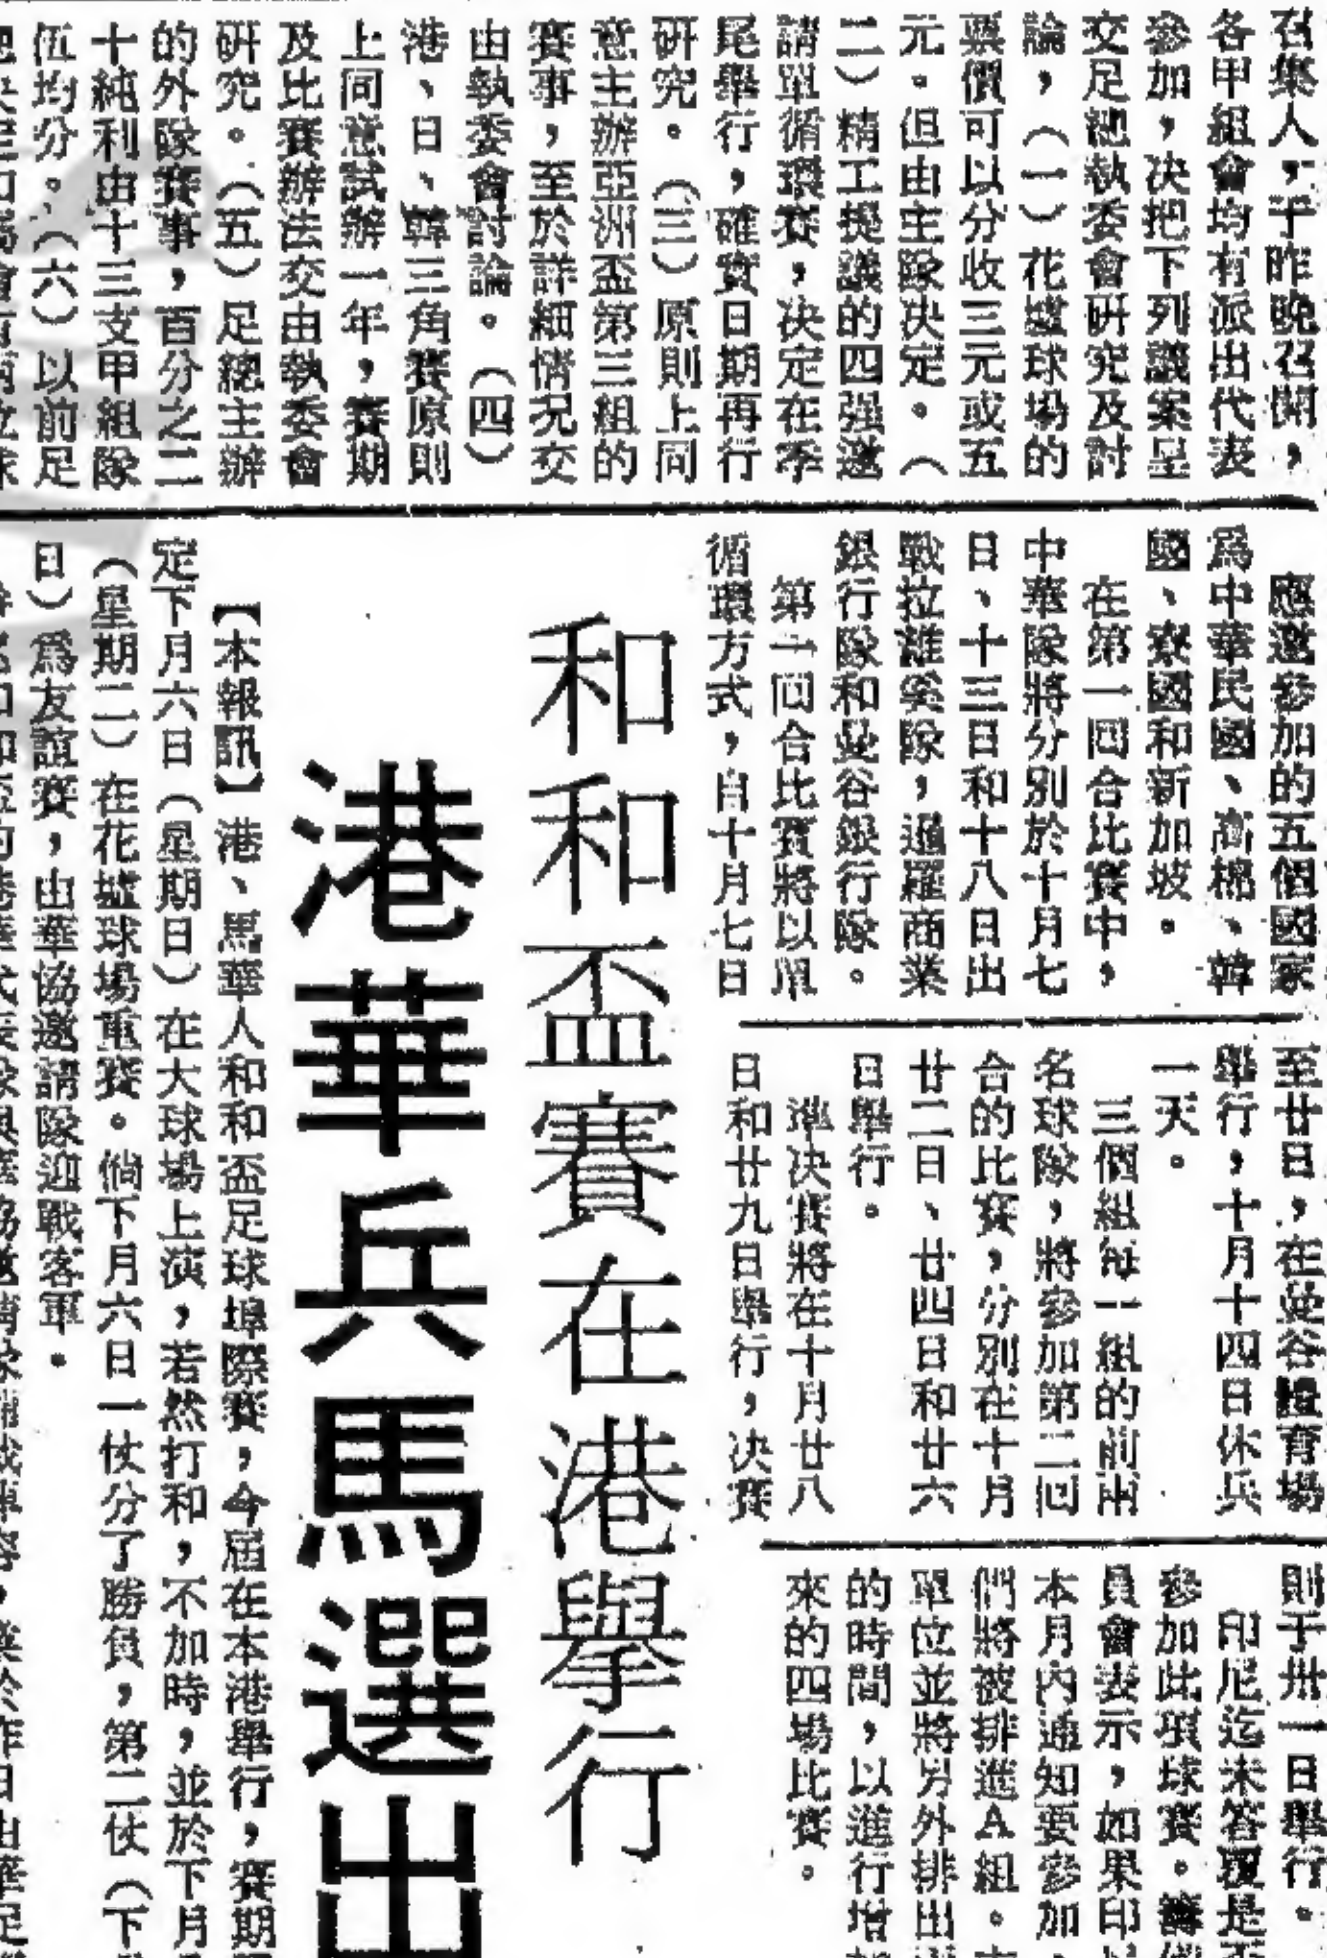 召集人，于昨晚召開，
各甲組會均有派出代表
參加，决把下列議案呈
交足總執委會研究及討
論，（一）花墟球場的
票價可以分收三元或五
元。但由主隊决定。（
二）精工提議的四强邀
請單循環賽，决定在季
尾舉行，確實日期再行
研究。（三）原則上同
意主辦亞洲盃第三組的
賽事，至於詳細情況交
由執委會討論。（四）
港、日、韓三角賽原則
上同意試辦一年，賽期
及比賽辦法交由執委會
研究。（五）足總主辦
的外隊賽事，百分之二
十純利由十三支甲組隊
伍均分。（六）以前足
應邀參加的五個國家
爲中華民國、高棉、韓
國、寮國和新加坡。
在第一回合比賽中，
中華隊將分別於十月七
日、十三日和十八日出
戰拉誰奚隊，暹羅商業
銀行隊和曼谷銀行隊。
第一回合比賽將以單
循環方式，自十月七日
至廿日，在曼谷體育場
舉行，十月十四日休兵
一天。
三個組每一組的前兩
名球隊，將參加第二回
合的比賽，分別在十月
廿二日、廿四日和廿六
日舉行。
準决賽將在十月廿八
日和廿九日舉行，决賽
則于卅一日舉行。
印尼迄未答覆是否
參加此項球賽。籌
員會表示，如果印
本月內通知要參加、
們將被排進A組。
單位並將另外排出
的時間，以進行增
來的四場比賽。
和和盃賽在港舉行
港華兵馬選出
【本報訊】港、馬華人和和盃足球埠際賽，今屆在本港舉行，賽期
定下月六日（星期日）在大球場上演，若然打和，不加時，並於下月
（星期二）在花墟球場重賽。倘下月六日一仗分了勝負，第二仗（下
日）爲友誼賽，由華協邀請隊迎戰客軍。